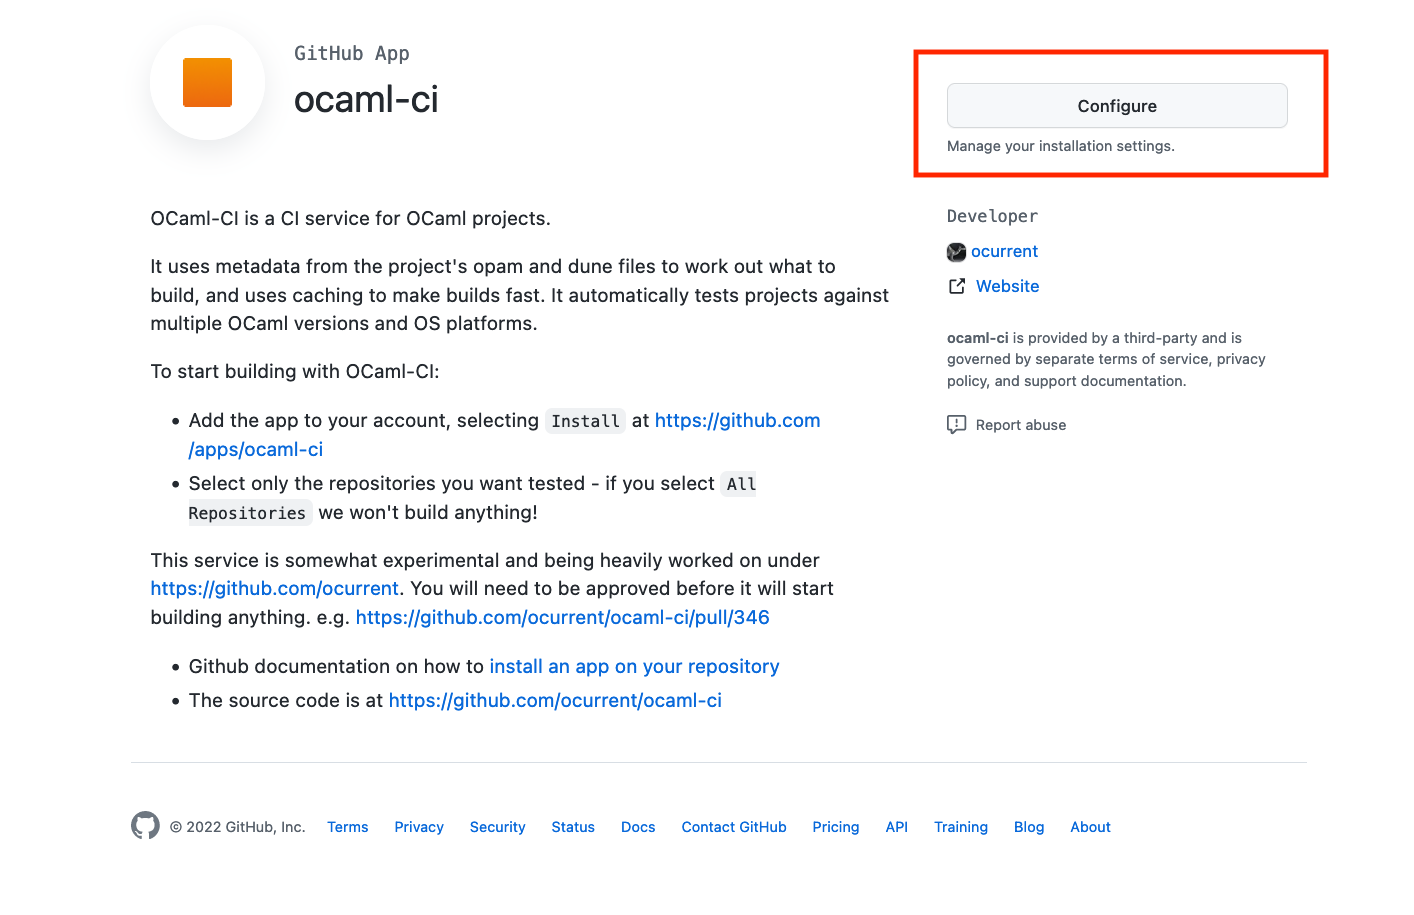 GitHub App
ocaml-ci
Configure
Manage your installation settings.
OCaml-CI is a CI service for OCaml projects.
It uses metadata from the project's opam and dune files to work out what to
build, and uses caching to make builds fast. It automatically tests projects against
multiple OCaml versions and OS platforms.
To start building with OCaml-CI:
• Add the app to your account, selecting Install at https://github.com
/apps/ocaml-ci
• Select only the repositories you want tested - if you select All
Repositories we won't build anything!
This service is somewhat experimental and being heavily worked on under
https://github.com/ocurrent. You will need to be approved before it will start
building anything. e.g. https://github.com/ocurrent/ocaml-ci/pull/346
• Github documentation on how to install an app on your repository
• The source code is at https://github.com/ocurrent/ocaml-ci
Developer
ocurrent
Website
ocaml-ci is provided by a third-party and is
governed by separate terms of service, privacy
policy, and support documentation.
Report abuse
© 2022 GitHub, Inc. Terms Privacy Security Status Docs Contact GitHub Pricing API Training Blog About